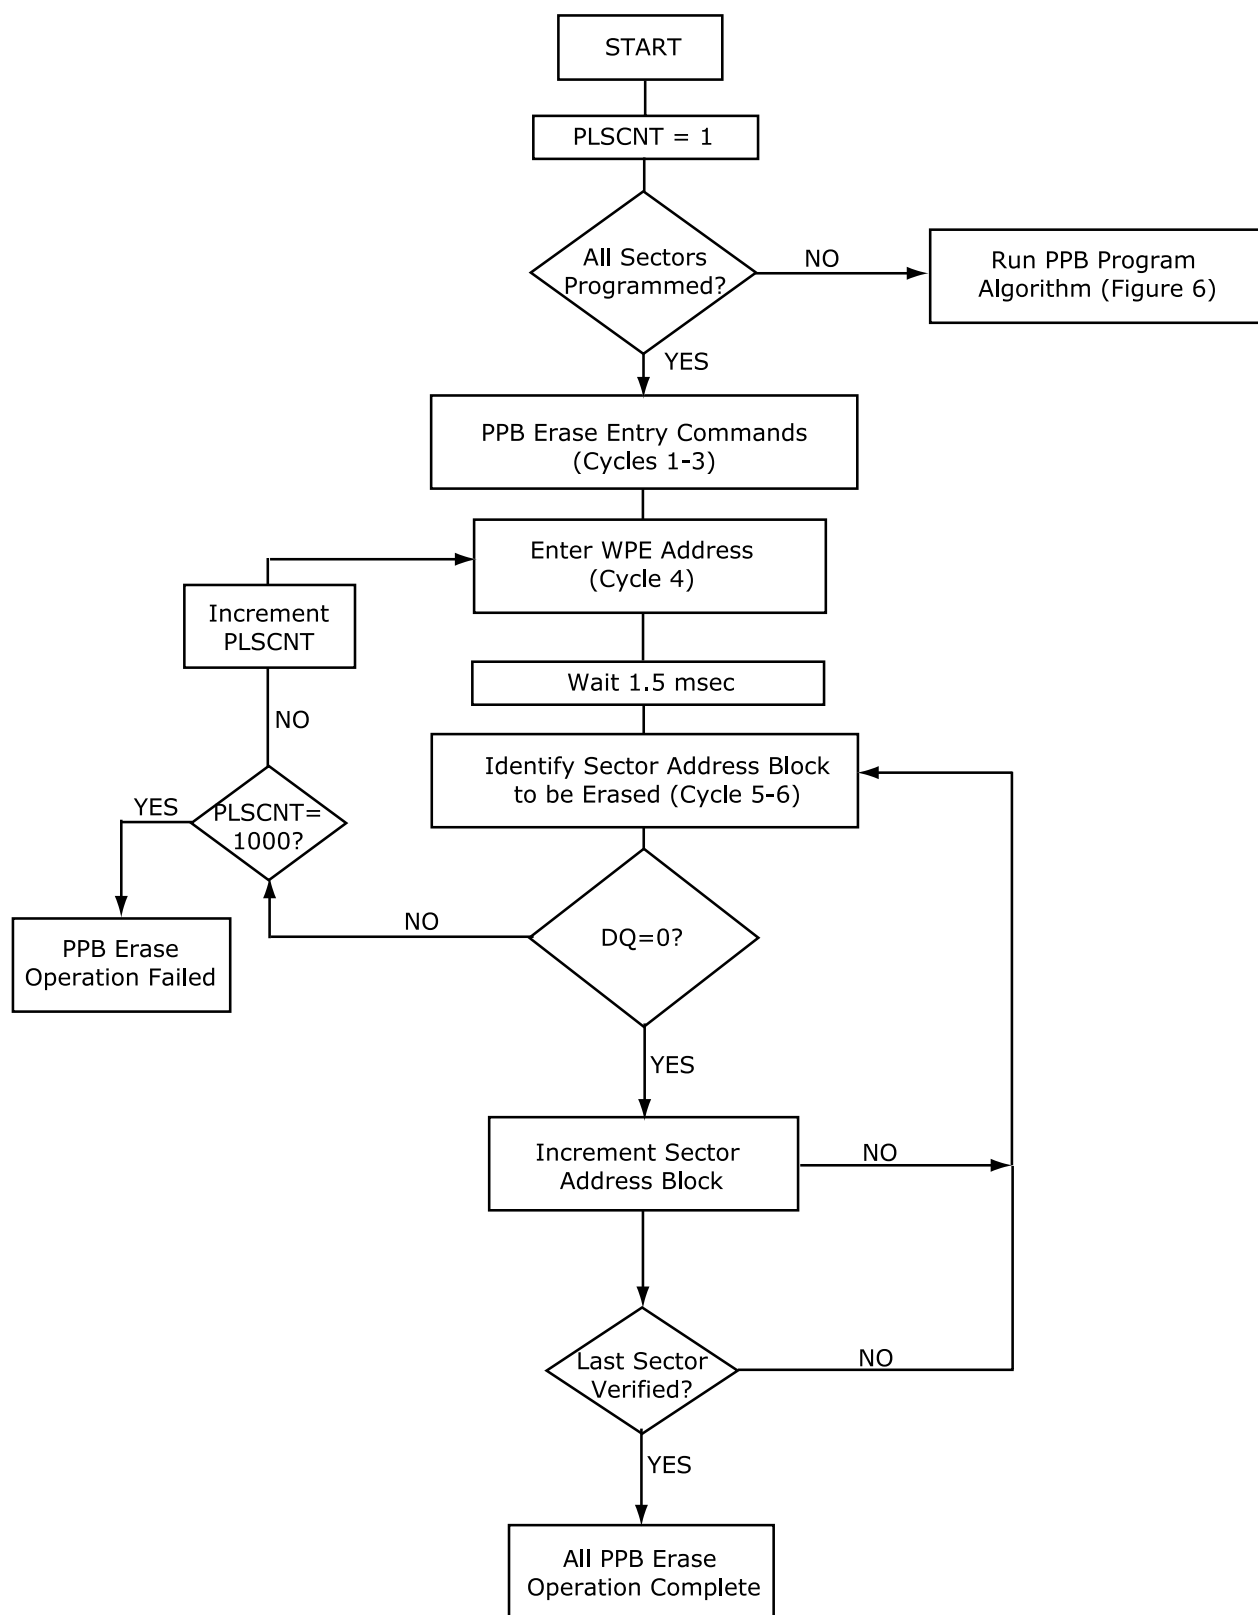 START
PLSCNT = 1
All Sectors
Programmed?
NO
Run PPB Program
Algorithm (Figure 6)
YES
PPB Erase Entry Commands
(Cycles 1-3)
Enter WPE Address
(Cycle 4)
Increment
PLSCNT
Wait 1.5 msec
NO
Identify Sector Address Block
to be Erased (Cycle 5-6)
YES
PLSCNT=
1000?
NO
DQ=0?
PPB Erase
Operation Failed
YES
Increment Sector
Address Block
NO
Last Sector
Verified?
NO
YES
All PPB Erase
Operation Complete